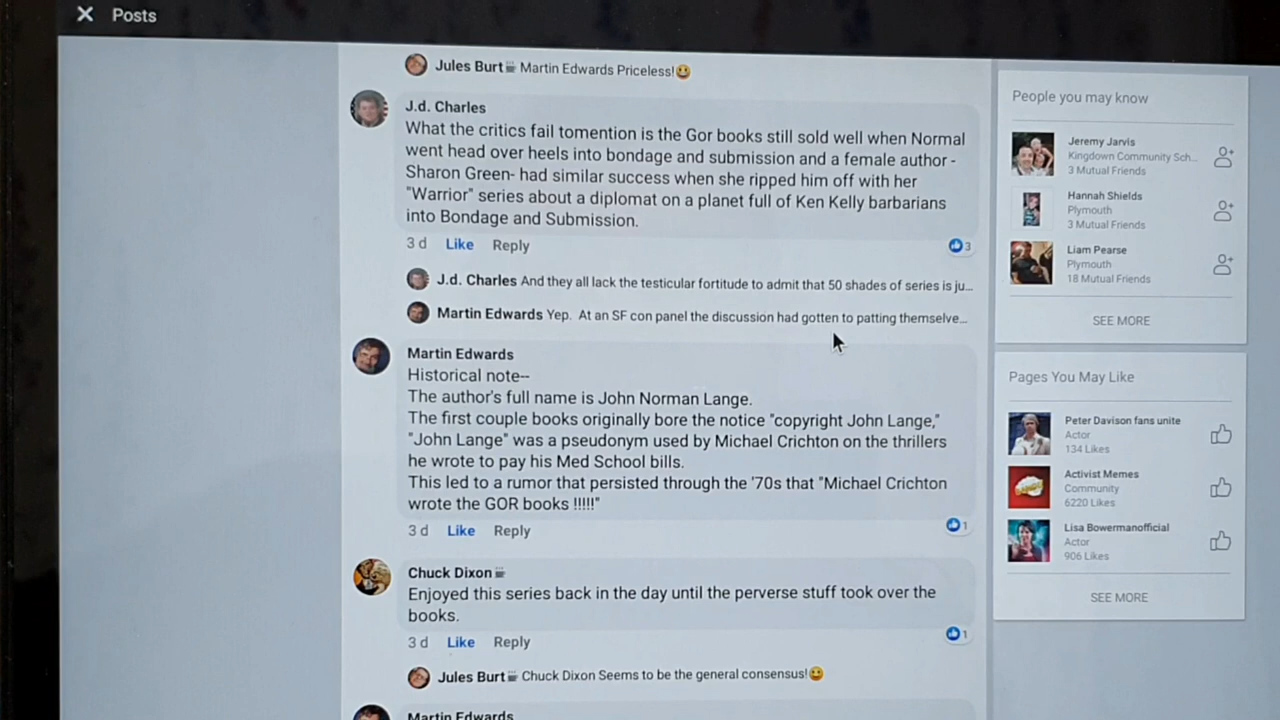 X Posts
Jules Burt Martin Edwards Priceless!😃
J.d. Charles
What the critics fail tomention is the Gor books still sold well when Normal
went head over heels into bondage and submission and a female author -
Sharon Green- had similar success when she ripped him off with her
"Warrior" series about a diplomat on a planet full of Ken Kelly barbarians
into Bondage and Submission.
3 d Like Reply 3
J.d. Charles And they all lack the testicular fortitude to admit that 50 shades of series is ju...
Martin Edwards Yep. At an SF con panel the discussion had gotten to patting themselve...
Martin Edwards
Historical note--
The author's full name is John Norman Lange.
The first couple books originally bore the notice "copyright John Lange,"
"John Lange" was a pseudonym used by Michael Crichton on the thrillers
he wrote to pay his Med School bills.
This led to a rumor that persisted through the '70s that "Michael Crichton
wrote the GOR books !!!!!"
3 d Like Reply 1
Chuck Dixon
Enjoyed this series back in the day until the perverse stuff took over the
books.
3 d Like Reply 1
Jules Burt Chuck Dixon Seems to be the general consensus!😃
Martin Edwards
People you may know
Jeremy Jarvis
Kingdown Community Sch...
3 Mutual Friends
Hannah Shields
Plymouth
3 Mutual Friends
Liam Pearse
Plymouth
18 Mutual Friends
SEE MORE
Pages You May Like
Peter Davison fans unite
Actor
134 Likes
Activist Memes
Community
6220 Likes
Lisa Bowermanofficial
Actor
906 Likes
SEE MORE